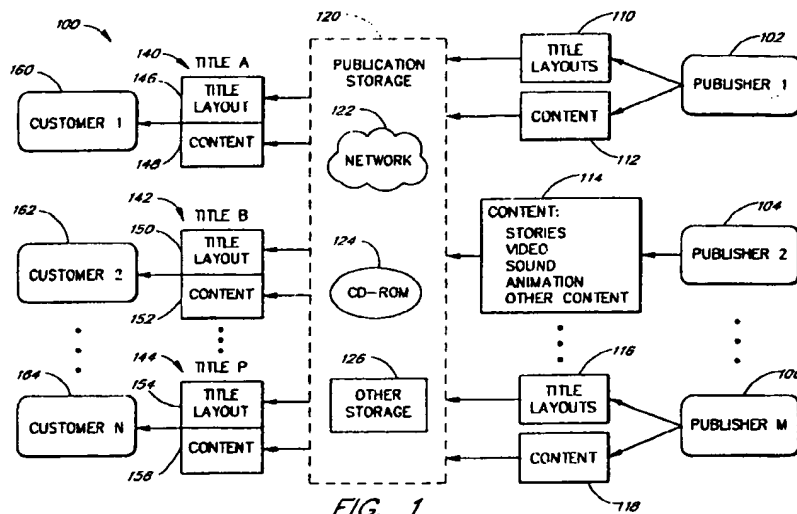 100
160
CUSTOMER 1
140
TITLE A
146
TITLE
LAYOUT
CONTENT
148
162
CUSTOMER 2
142
TITLE B
150
TITLE
LAYOUT
CONTENT
152
164
CUSTOMER N
144
TITLE P
154
TITLE
LAYOUT
CONTENT
156
120
PUBLICATION
STORAGE
122
NETWORK
124
CD-ROM
126
OTHER
STORAGE
110
TITLE
LAYOUTS
CONTENT
112
102
PUBLISHER 1
114
CONTENT:
STORIES
VIDEO
SOUND
ANIMATION
OTHER CONTENT
104
PUBLISHER 2
116
TITLE
LAYOUTS
CONTENT
118
PUBLISHER M
FIG. 1